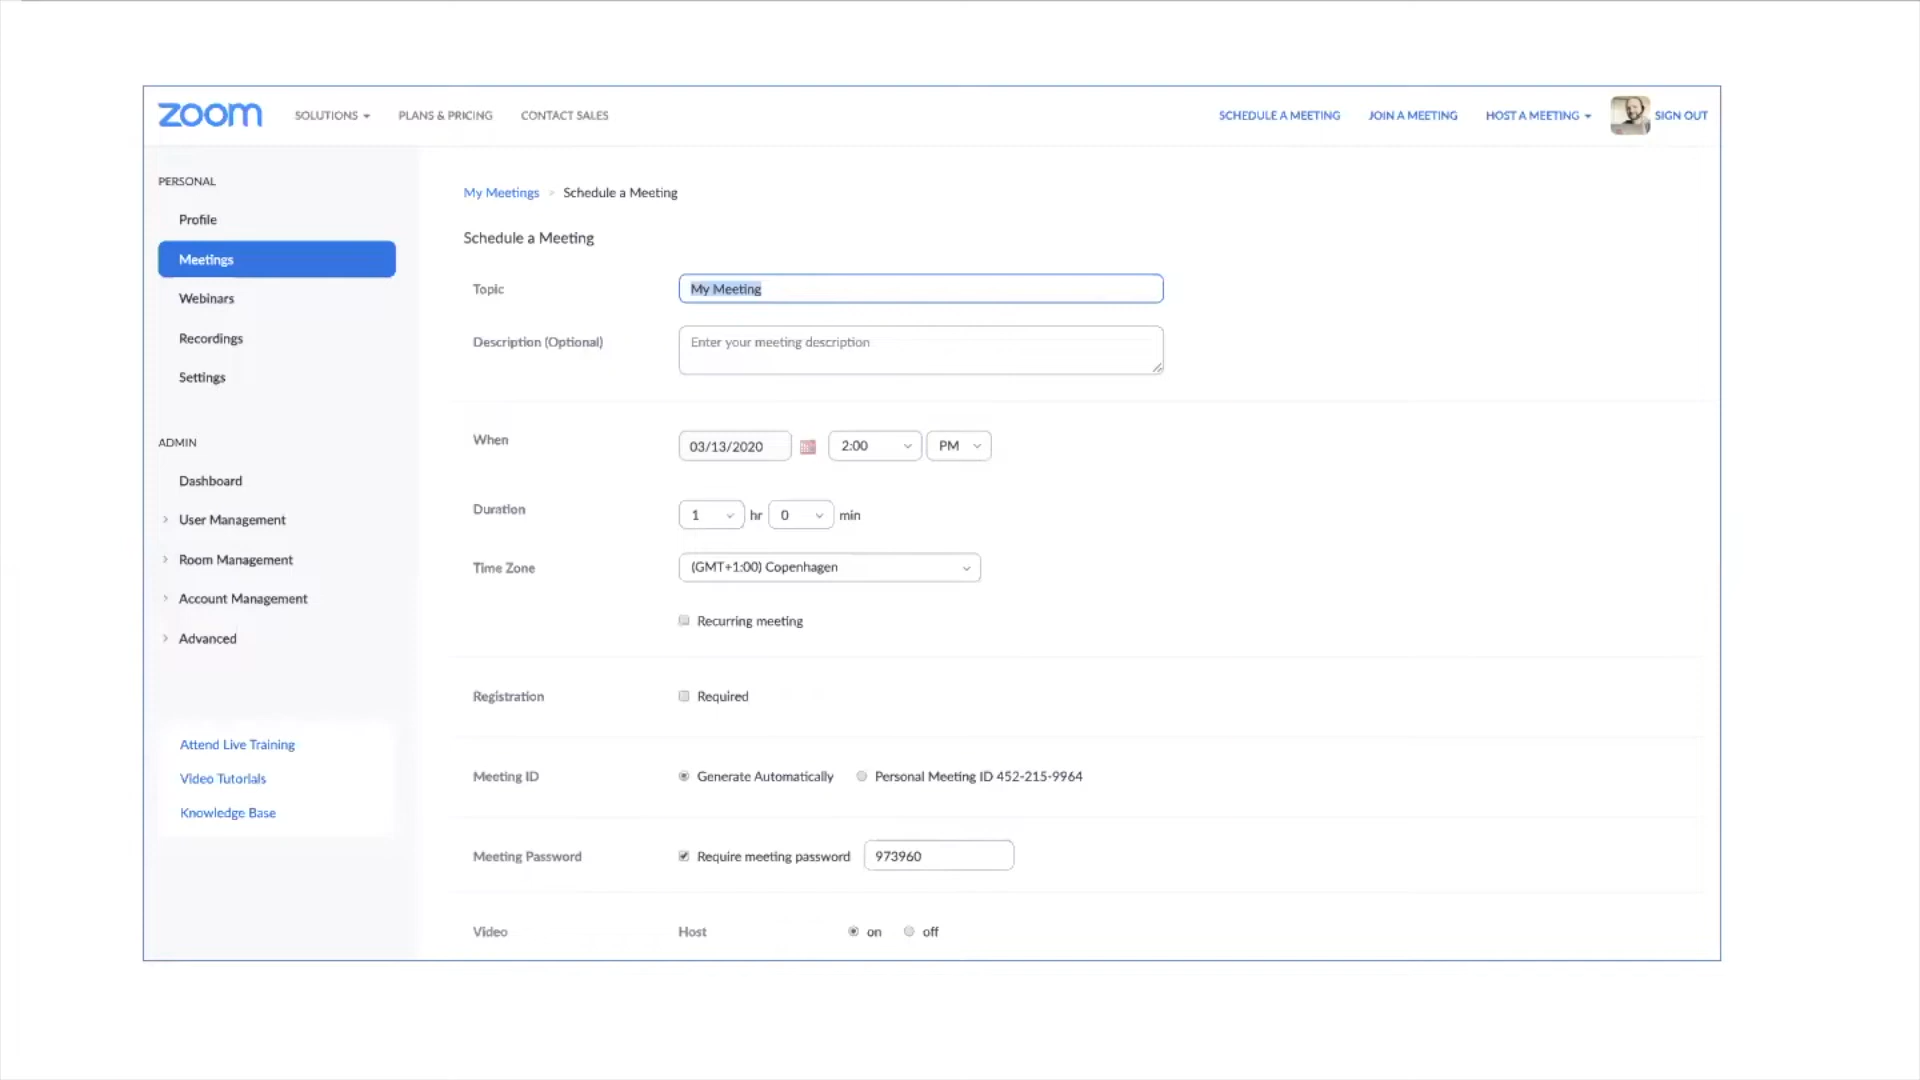 zoom SOLUTIONS PLANS & PRICING CONTACT SALES SCHEDULE A MEETING JOIN A MEETING HOST A MEETING SIGN OUT
PERSONAL
Profile
Meetings
Webinars
Recordings
Settings
ADMIN
Dashboard
User Management
Room Management
Account Management
Advanced
Attend Live Training
Video Tutorials
Knowledge Base
My Meetings > Schedule a Meeting
Schedule a Meeting
Topic My Meeting
Description (Optional) Enter your meeting description
When 03/13/2020 2:00 PM
Duration 1 hr 0 min
Time Zone (GMT+1:00) Copenhagen
Recurring meeting
Registration Required
Meeting ID Generate Automatically Personal Meeting ID 452-215-9964
Meeting Password Require meeting password 973960
Video Host on off